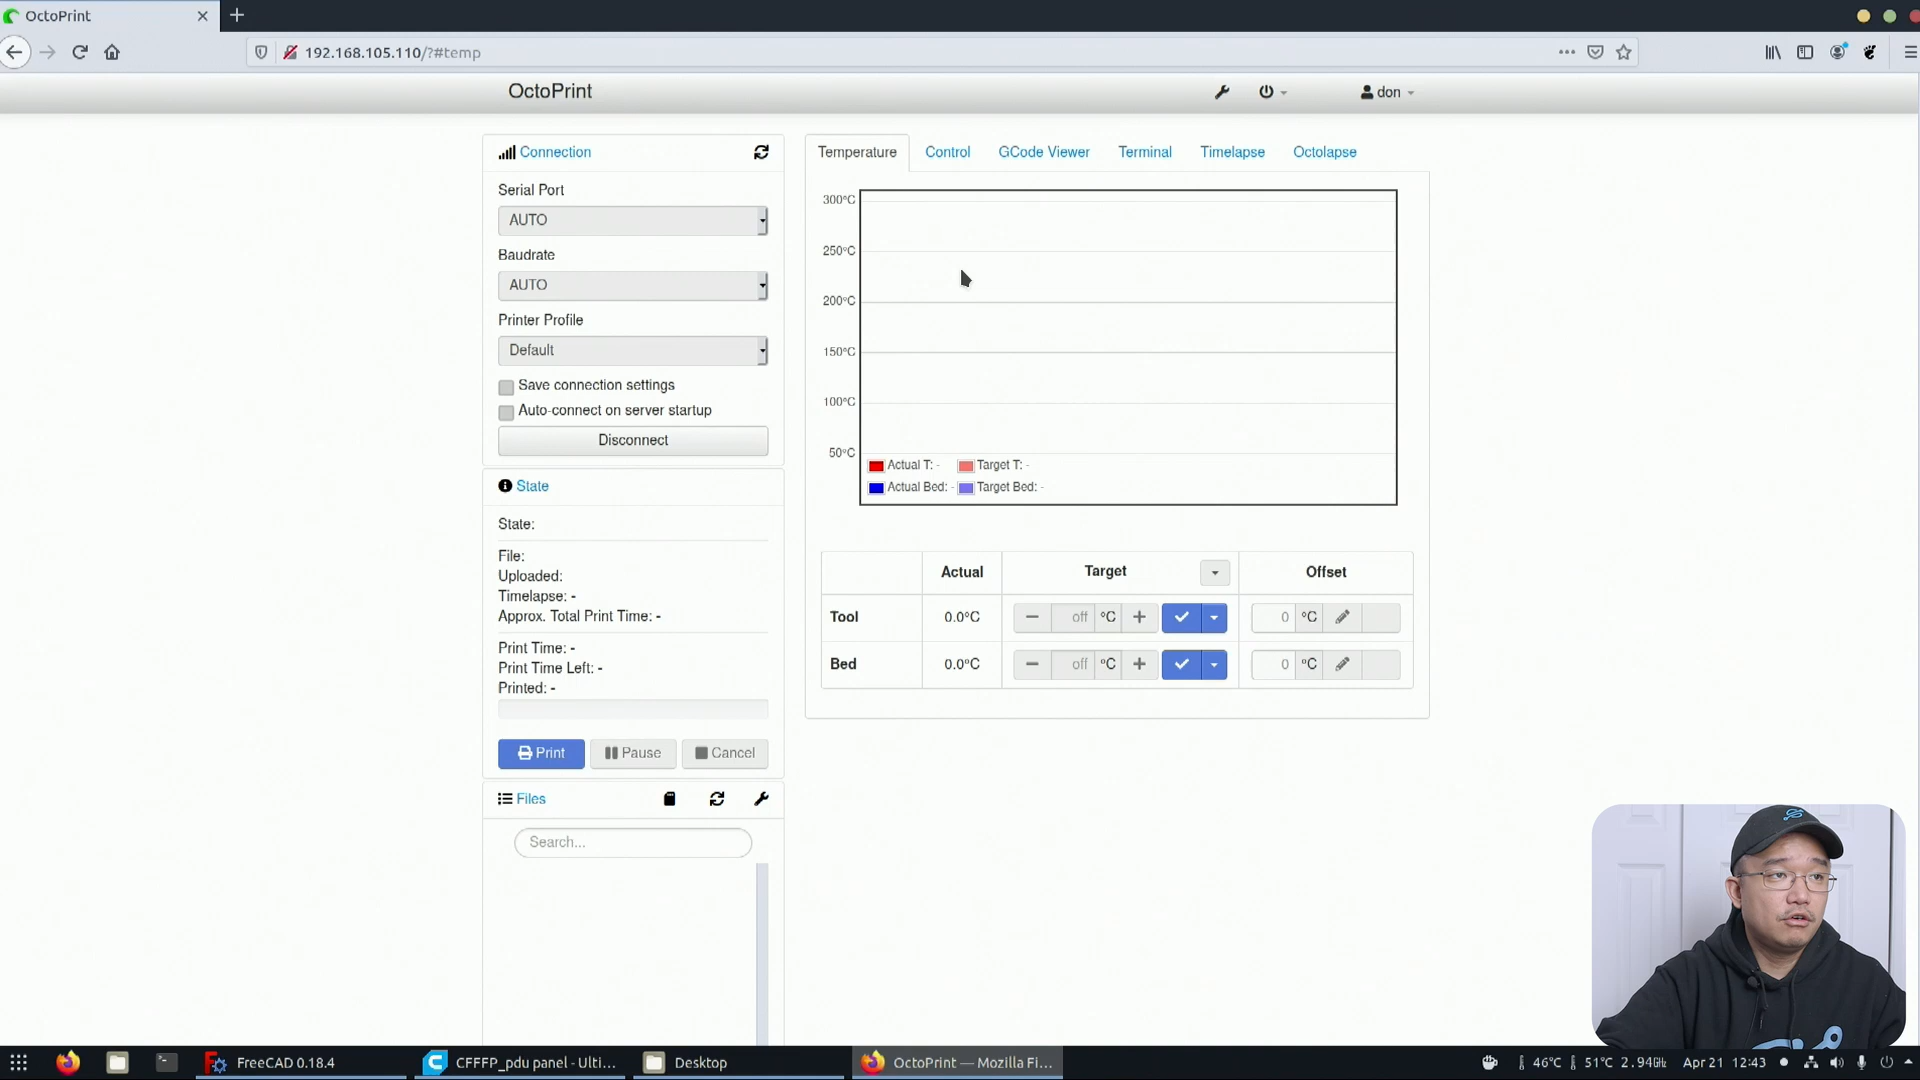 OctoPrint
192.168.105.110/?#temp
OctoPrint
don
Connection
Serial Port
AUTO
Baudrate
AUTO
Printer Profile
Default
Save connection settings
Auto-connect on server startup
Disconnect
State
State:
File:
Uploaded:
Timelapse: -
Approx. Total Print Time: -
Print Time: -
Print Time Left: -
Printed: -
Print
Pause
Cancel
Files
Search...
Temperature
Control
GCode Viewer
Terminal
Timelapse
Octolapse
300°C
250°C
200°C
150°C
100°C
50°C
Actual T: -
Target T: -
Actual Bed: -
Target Bed: -
Actual
Target
Offset
Tool
0.0°C
off
°C
0
°C
Bed
0.0°C
off
°C
0
°C
FreeCAD 0.18.4
CFFFP_pdu panel - Ulti...
Desktop
OctoPrint — Mozilla Fi...
46°C
51°C
2.94GHz
Apr 21 12:43